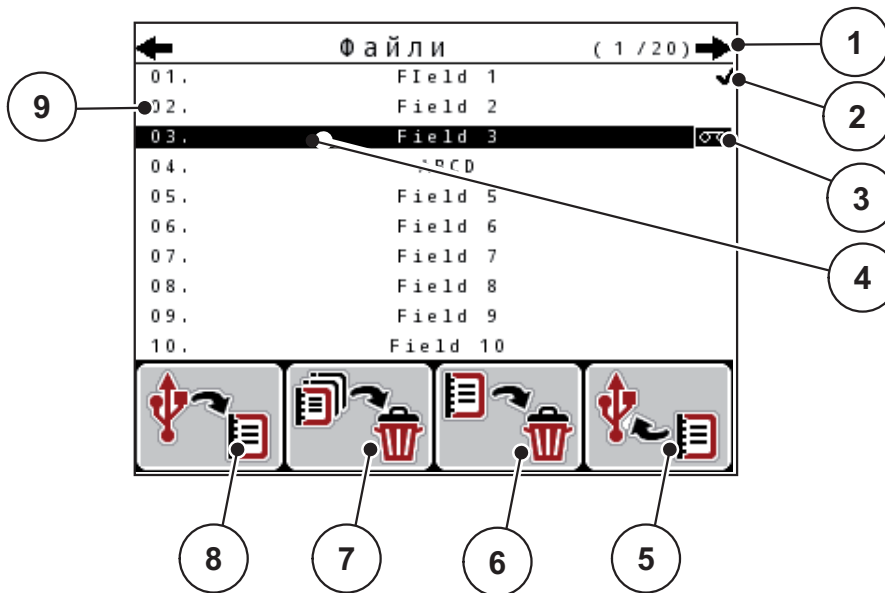 Файли (1/20)
01. FIeld 1
02. Field 2
03. Field 3
04. ABCD
05. Field 5
06. Field 6
07. Field 7
08. Field 8
09. Field 9
10. Field 10
1
2
3
4
5
6
7
8
9